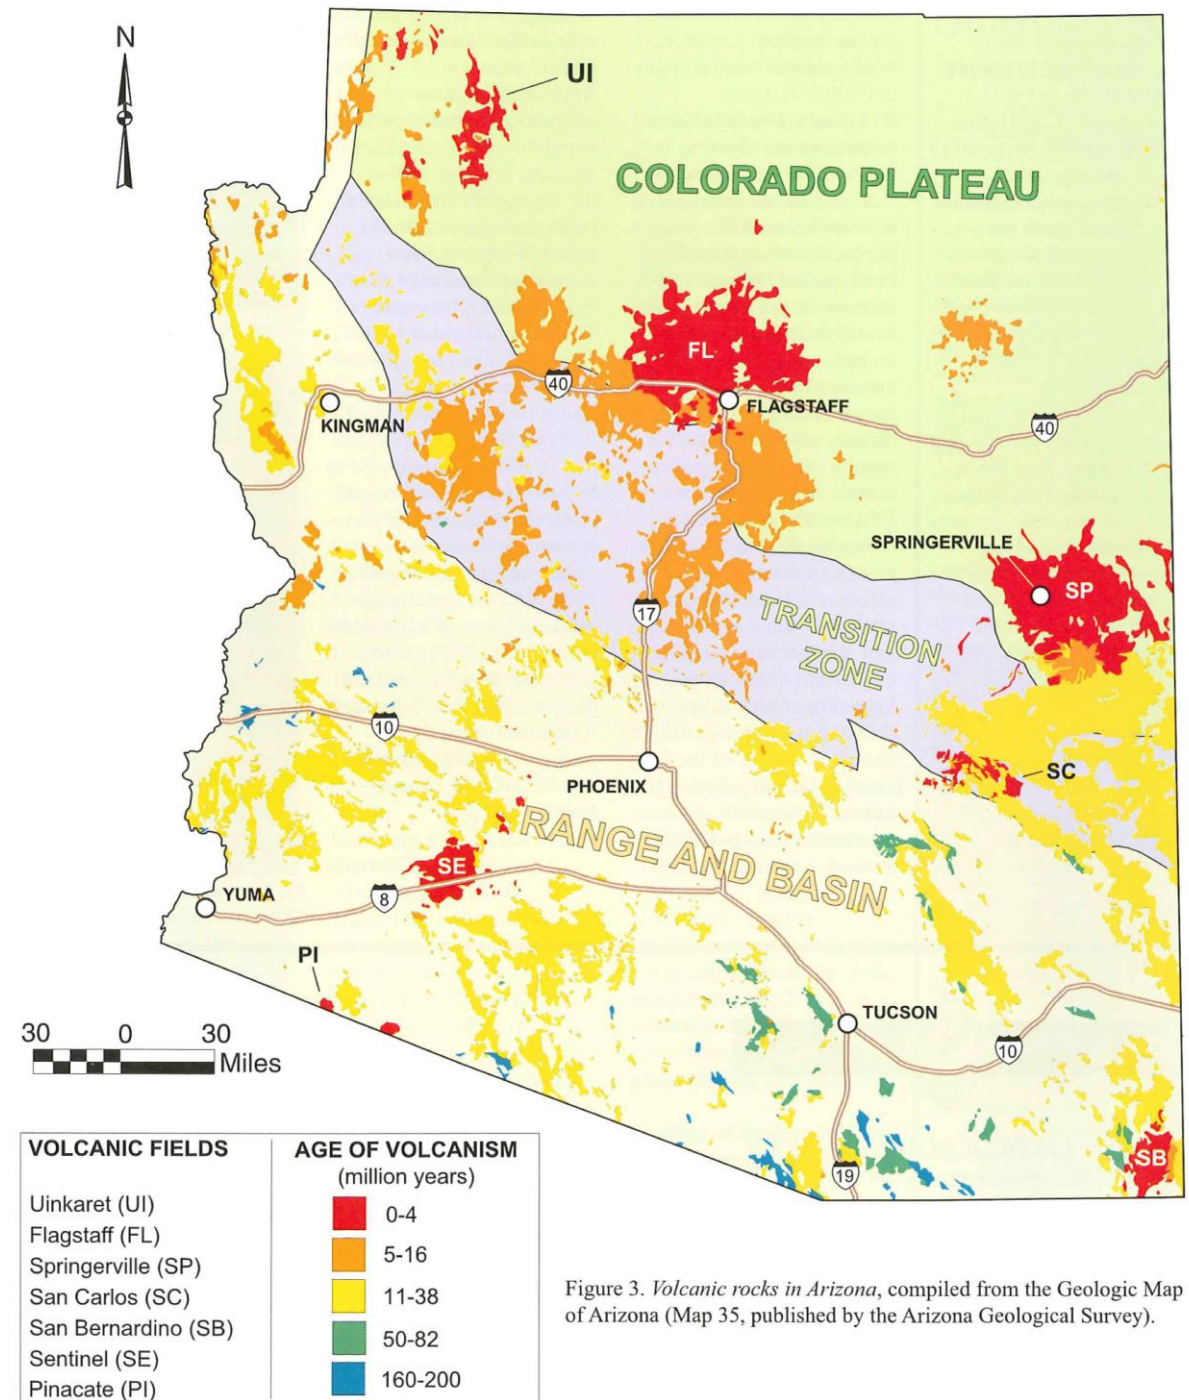 N
UI
COLORADO PLATEAU
FL
40
FLAGSTAFF
KINGMAN
40
SPRINGERVILLE
SP
17
TRANSITION
ZONE
10
PHOENIX
SC
RANGE AND BASIN
SE
YUMA
8
PI
TUCSON
30 0 30
Miles
10
19
SB
VOLCANIC FIELDS
Uinkaret (UI)
Flagstaff (FL)
Springerville (SP)
San Carlos (SC)
San Bernardino (SB)
Sentinel (SE)
Pinacate (PI)
AGE OF VOLCANISM
(million years)
0-4
5-16
11-38
50-82
160-200
Figure 3. Volcanic rocks in Arizona, compiled from the Geologic Map
of Arizona (Map 35, published by the Arizona Geological Survey).